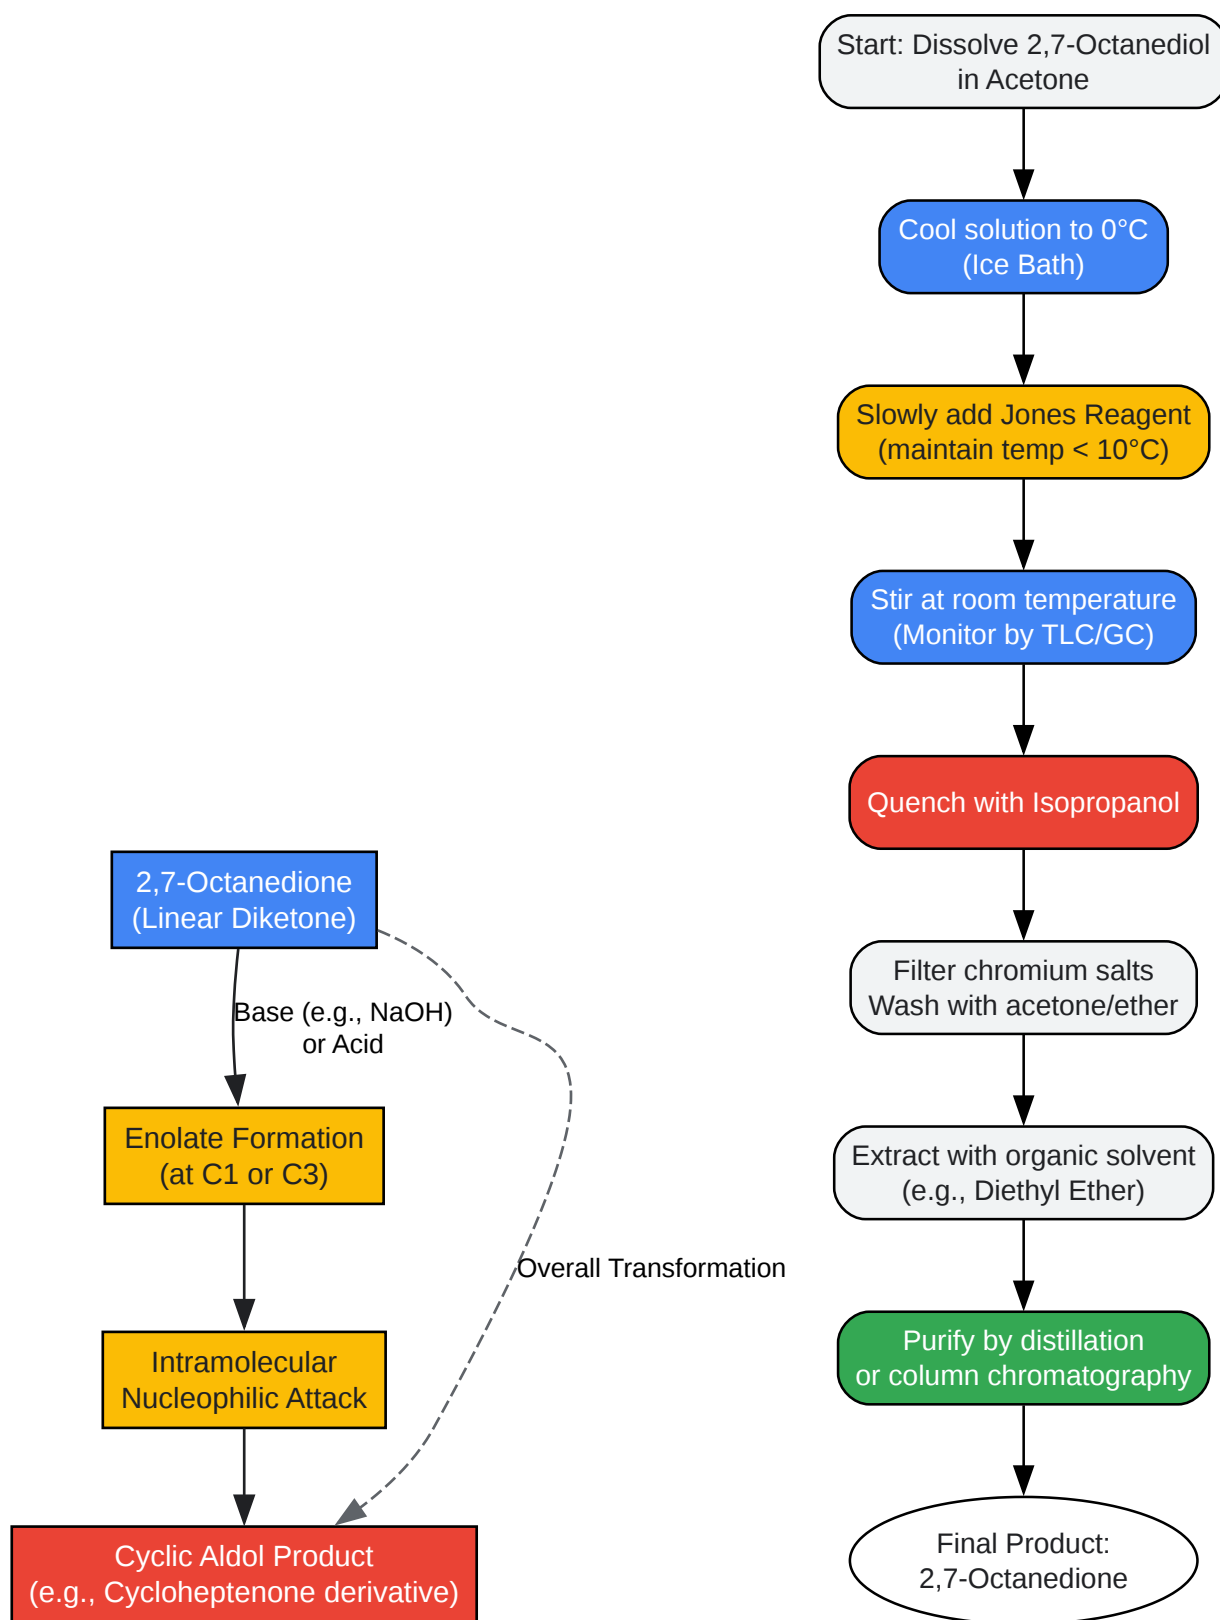 Start: Dissolve 2,7-Octanediol
in Acetone
Cool solution to 0°C
(Ice Bath)
Slowly add Jones Reagent
(maintain temp < 10°C)
Stir at room temperature
(Monitor by TLC/GC)
Quench with Isopropanol
Filter chromium salts
Wash with acetone/ether
Extract with organic solvent
(e.g., Diethyl Ether)
Purify by distillation
or column chromatography
Final Product:
2,7-Octanedione
2,7-Octanedione
(Linear Diketone)
Base (e.g., NaOH)
or Acid
Enolate Formation
(at C1 or C3)
Intramolecular
Nucleophilic Attack
Overall Transformation
Cyclic Aldol Product
(e.g., Cycloheptenone derivative)